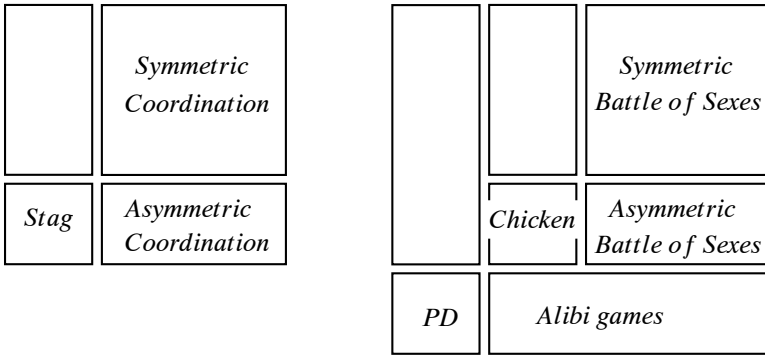 Symmetric
Coordination
Symmetric
Battle of Sexes
Stag
Asymmetric
Coordination
Chicken
Asymmetric
Battle of Sexes
PD
Alibi games